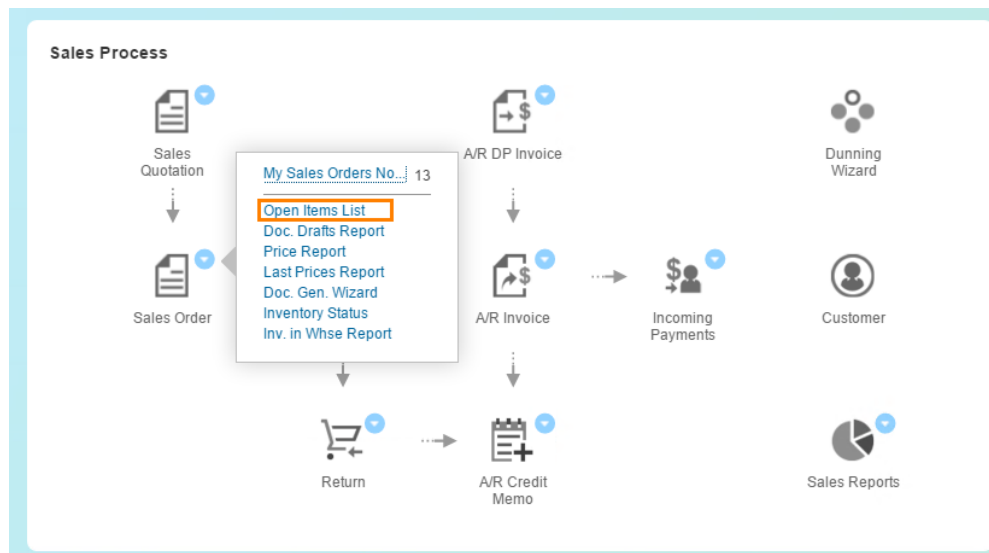 Sales Process
Sales
Quotation
A/R DP Invoice
Dunning
Wizard
My Sales Orders No... 13
Open Items List
Doc. Drafts Report
Price Report
Last Prices Report
Doc. Gen. Wizard
Inventory Status
Inv. in Whse Report
Sales Order
A/R Invoice
Incoming
Payments
Customer
Return
A/R Credit
Memo
Sales Reports